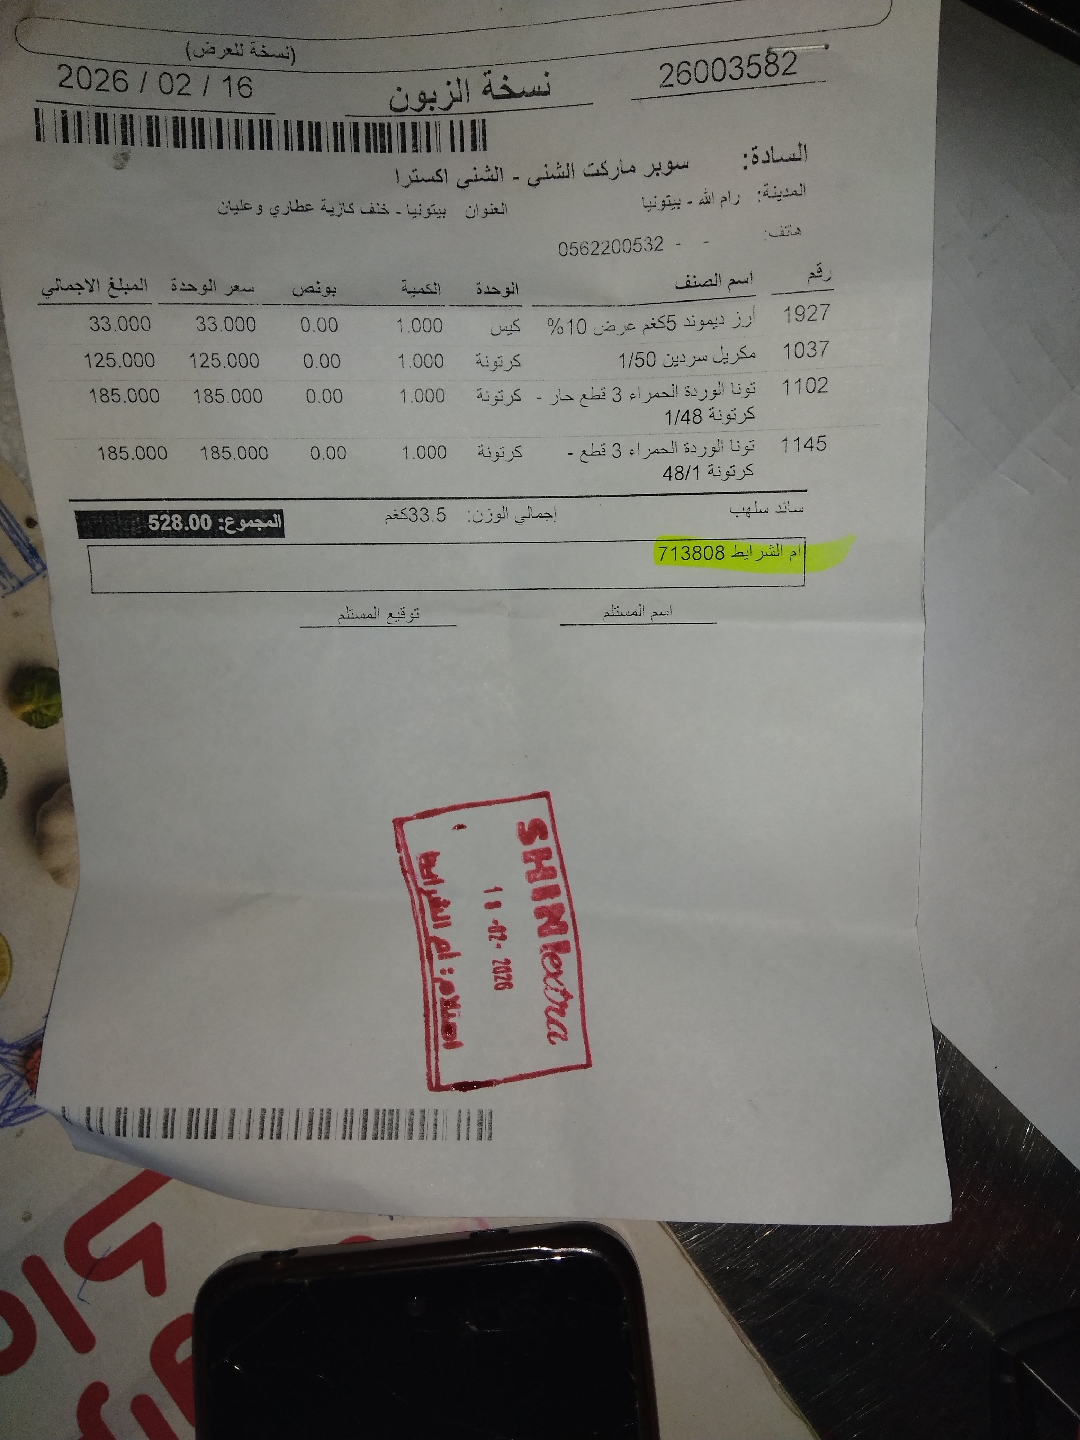 (نسخة للعرض)
26003582 نسخة الزبون 2026 / 02 / 16
السادة: سوبر ماركت الشني - الشني اكسترا
المدينة: رام الله - بيتونيا العنوان بيتونيا - خلف كازية عطاري وعليان
هاتف: - - 0562200532
رقم اسم الصنف الوحدة الكمية بونص سعر الوحدة المبلغ الاجمالي
1927 أرز ديموند 5كغم عرض 10% كيس 1.000 0.00 33.000 33.000
1037 مكريل سردين 1/50 كرتونة 1.000 0.00 125.000 125.000
1102 تونا الوردة الحمراء 3 قطع حار - كرتونة 1.000 0.00 185.000 185.000
كرتونة 1/48
1145 تونا الوردة الحمراء 3 قطع - كرتونة 1.000 0.00 185.000 185.000
كرتونة 48/1
سائد سلهب إجمالي الوزن: 33.5كغم المجموع: 528.00
ام الشرايط 713808
اسم المستلم توقيع المستلم
SHINIextra
18-02-2026
استلام: ام الشرايط